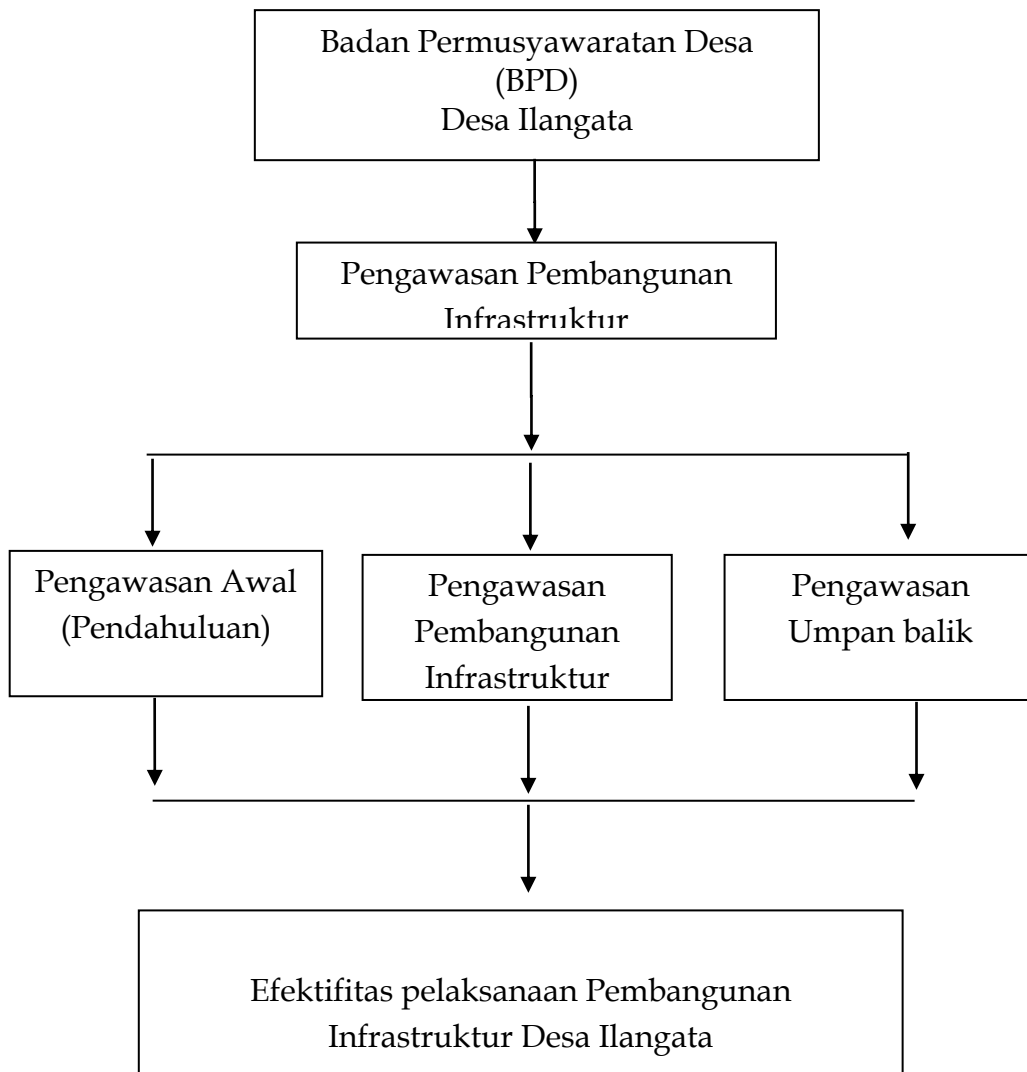 Badan Permusyawaratan Desa
(BPD)
Desa Ilangata
Pengawasan Pembangunan
Infrastruktur
Pengawasan Awal
(Pendahuluan)
Pengawasan
Pembangunan
Infrastruktur
Pengawasan
Umpan balik
Efektifitas pelaksanaan Pembangunan
Infrastruktur Desa Ilangata